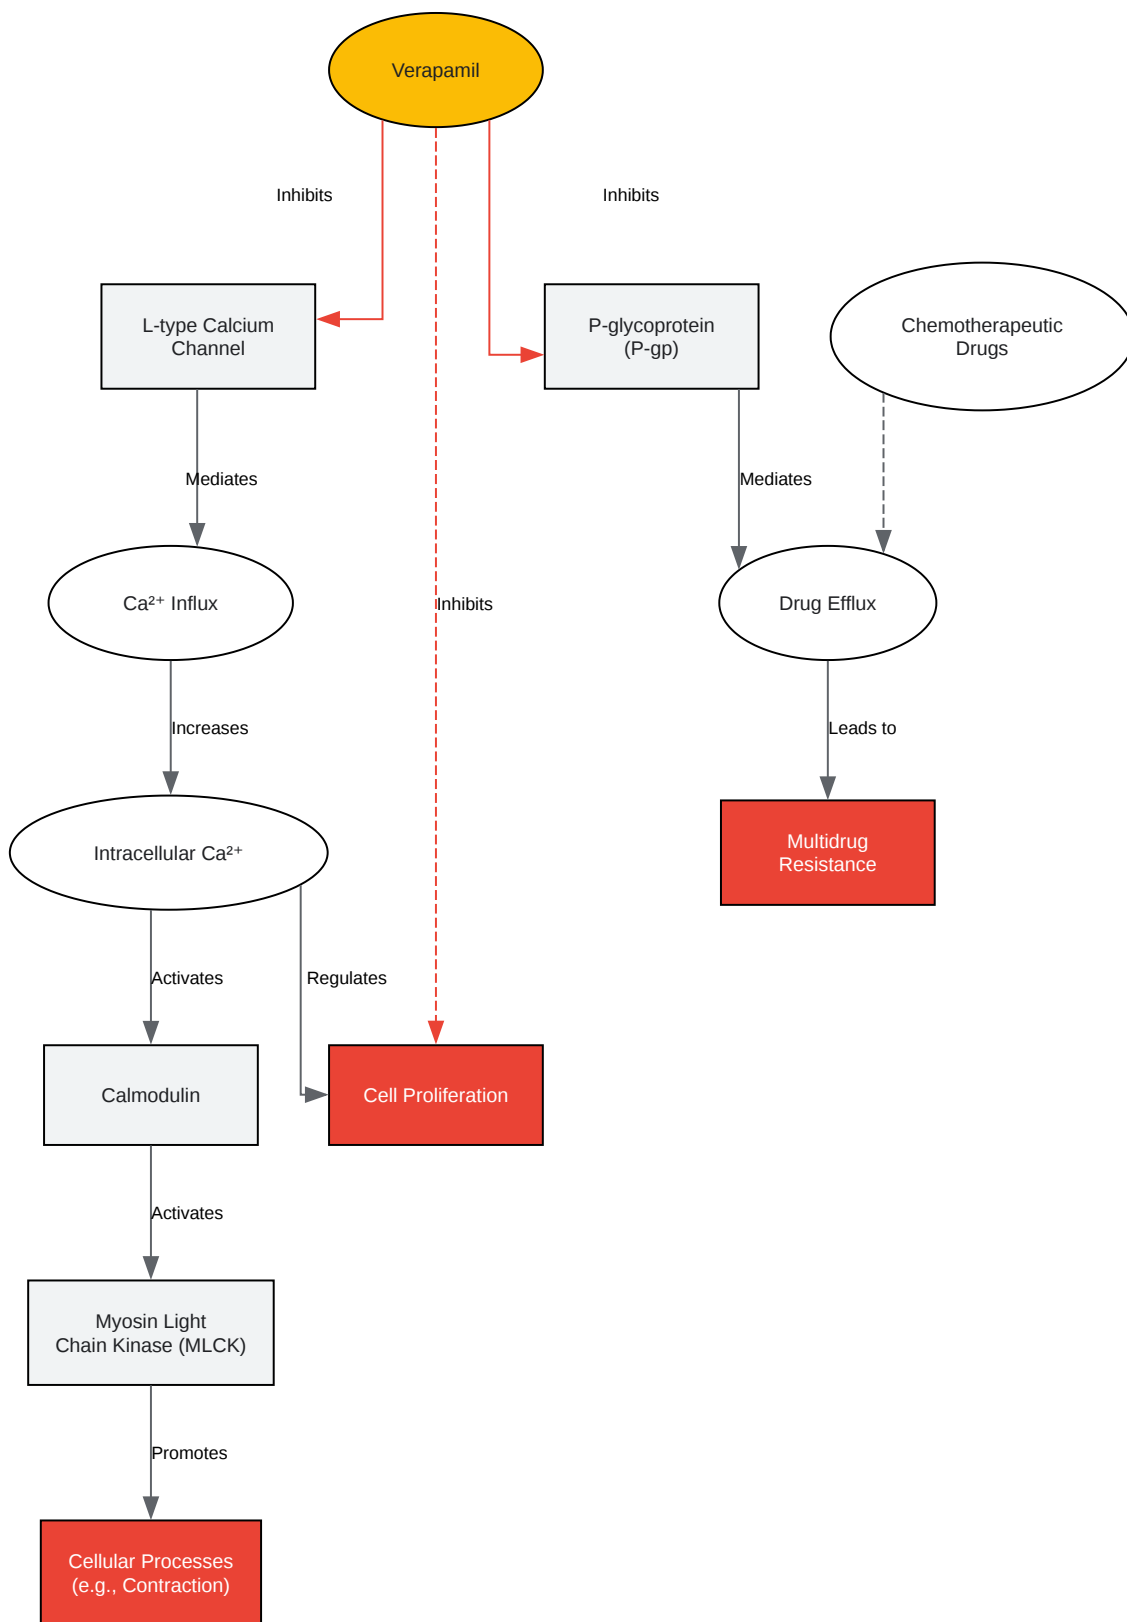 Verapamil
Inhibits
Inhibits
L-type Calcium
Channel
P-glycoprotein
(P-gp)
Chemotherapeutic
Drugs
Mediates
Mediates
Ca²⁺ Influx
Inhibits
Drug Efflux
Increases
Leads to
Intracellular Ca²⁺
Multidrug
Resistance
Activates
Regulates
Calmodulin
Cell Proliferation
Activates
Myosin Light
Chain Kinase (MLCK)
Promotes
Cellular Processes
(e.g., Contraction)